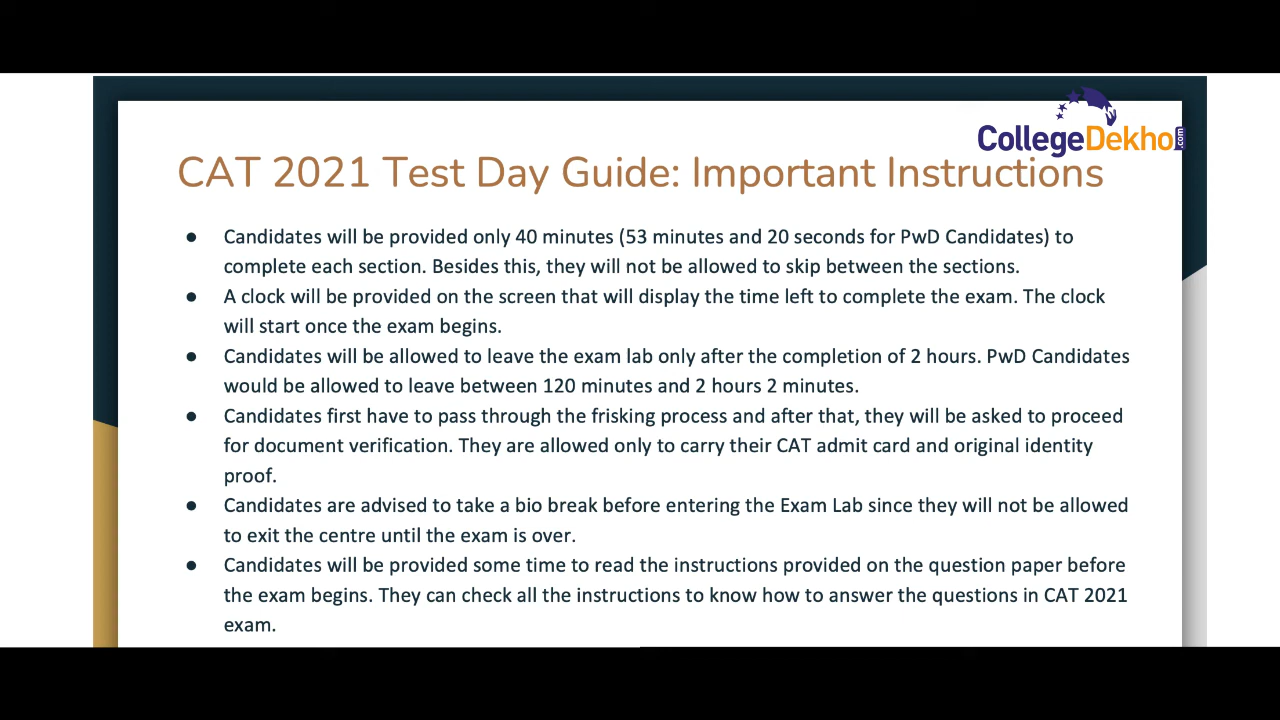 CollegeDekho.com
CAT 2021 Test Day Guide: Important Instructions
● Candidates will be provided only 40 minutes (53 minutes and 20 seconds for PwD Candidates) to
complete each section. Besides this, they will not be allowed to skip between the sections.
● A clock will be provided on the screen that will display the time left to complete the exam. The clock
will start once the exam begins.
● Candidates will be allowed to leave the exam lab only after the completion of 2 hours. PwD Candidates
would be allowed to leave between 120 minutes and 2 hours 2 minutes.
● Candidates first have to pass through the frisking process and after that, they will be asked to proceed
for document verification. They are allowed only to carry their CAT admit card and original identity
proof.
● Candidates are advised to take a bio break before entering the Exam Lab since they will not be allowed
to exit the centre until the exam is over.
● Candidates will be provided some time to read the instructions provided on the question paper before
the exam begins. They can check all the instructions to know how to answer the questions in CAT 2021
exam.